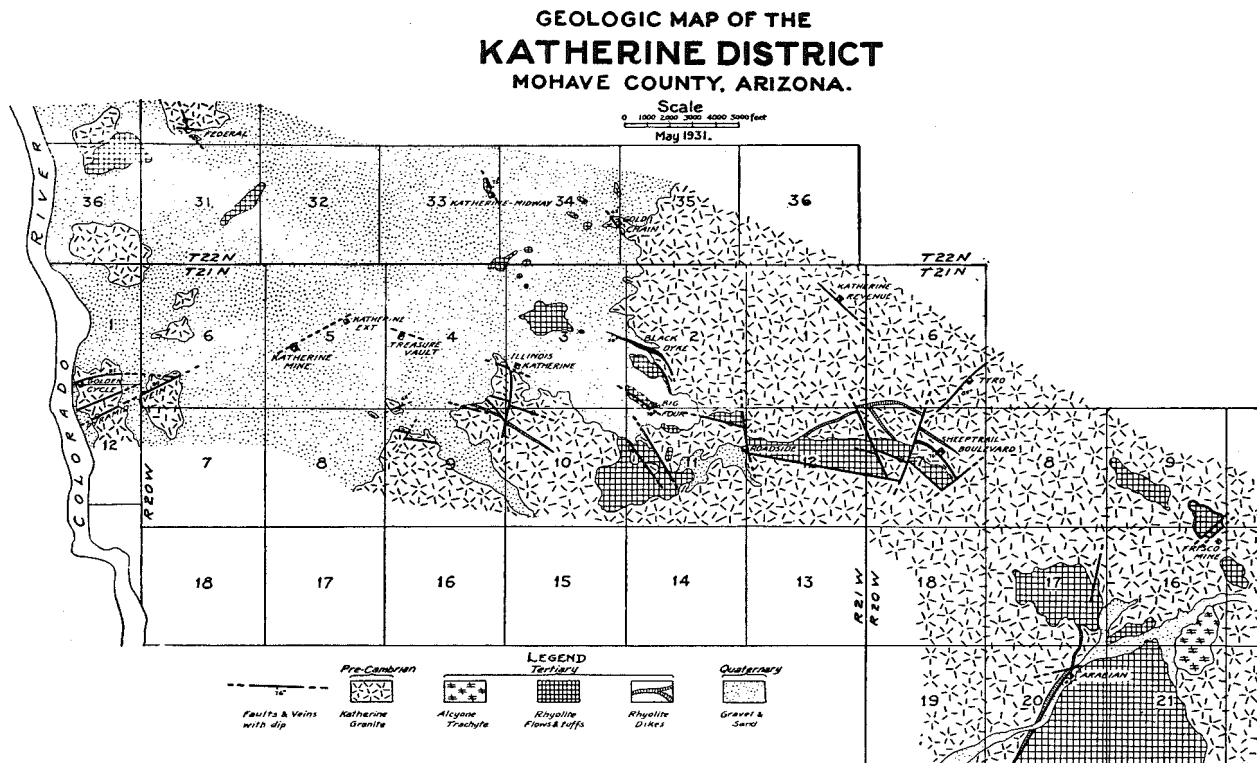 GEOLOGIC MAP OF THE
KATHERINE DISTRICT
MOHAVE COUNTY, ARIZONA.
Scale
0 1000 2000 3000 4000 5000 feet
May 1931.
FEDERAL
COLORADO RIVER
36 31 32 33 KATHERINE-MIDWAY 34 35 36
GOLD CHAIN
T22N
T21N
T22N
T21N
1 6 5 4 3 2 1 6
KATHERINE REVENUE
KATHERINE EXT
KATHERINE MINE
TREASURE VAULT
BLACK DYKE
ILLINOIS KATHERINE
GOLDEN CYCLE
TYRO
BIG FOUR
12 7 8 9 10 11 12 7 8 9
ROADSIDE
SHEEPTRAIL BOULEVARD
R20W
FRISCO MINE
18 17 16 15 14 13 18 17 16
R21W
R20W
19 20 21
ARABIAN
LEGEND
Pre-Cambrian
Tertiary
Quaternary
76°
Faults & Veins with dip
Katherine Granite
Alcyone Trachyte
Rhyolite Flows & tuffs
Rhyolite Dikes
Gravel & Sand